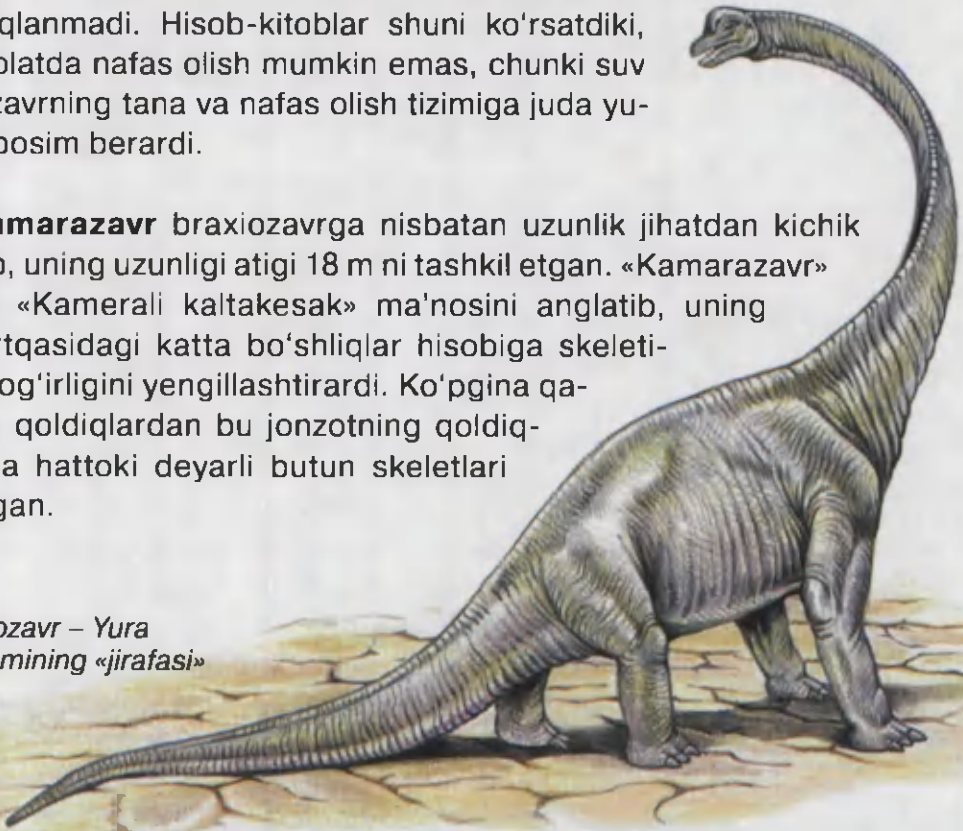 qlanmadi. Hisob-kitoblar shuni ko‘rsatdiki,
olatda nafas olish mumkin emas, chunki suv
zavrning tana va nafas olish tizimiga juda yu-
bosim berardi.
amarazavr braxiozavrga nisbatan uzunlik jihatdan kichik
o, uning uzunligi atigi 18 m ni tashkil etgan. «Kamarazavr»
«Kamerali kaltakesak» ma'nosini anglatib, uning
rtqasidagi katta bo‘shliqlar hisobiga skeleti-
og‘irligini yengillashtirardi. Ko‘pgina qa-
qoldiqlardan bu jonzotning qoldiq-
a hattoki deyarli butun skeletlari
gan.
ozavr – Yura
mining «jirafasi»